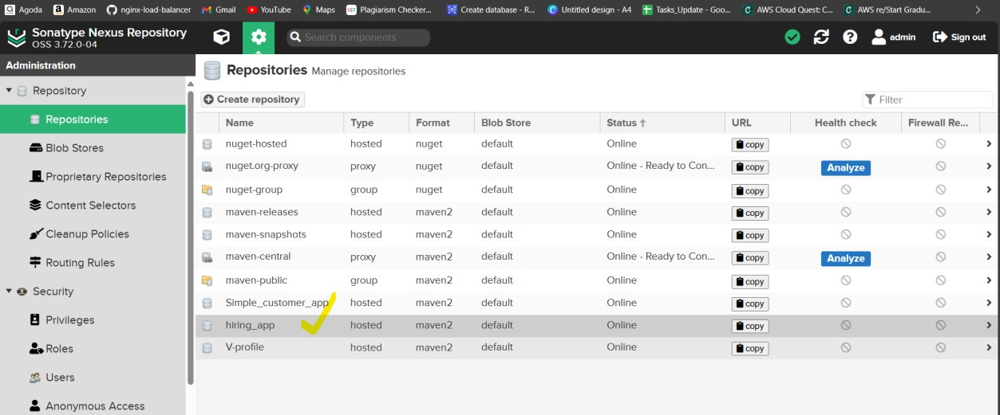 Agoda Amazon nginx-load-balancer Gmail YouTube Maps Plagiarism Checker... Create database - R... Untitled design - A4 Tasks_Update - Goo... AWS Cloud Quest: C... AWS re/Start Gradu...
Sonatype Nexus Repository
OSS 3.72.0-04
Search components
admin
Sign out
Administration
Repository
Repositories
Blob Stores
Proprietary Repositories
Content Selectors
Cleanup Policies
Routing Rules
Security
Privileges
Roles
Users
Anonymous Access
Repositories Manage repositories
Create repository
Filter
Name Type Format Blob Store Status URL Health check Firewall Re...
nuget-hosted hosted nuget default Online copy
nuget.org-proxy proxy nuget default Online - Ready to Con... copy Analyze
nuget-group group nuget default Online copy
maven-releases hosted maven2 default Online copy
maven-snapshots hosted maven2 default Online copy
maven-central proxy maven2 default Online - Ready to Con... copy Analyze
maven-public group maven2 default Online copy
Simple_customer_app hosted maven2 default Online copy
hiring_app hosted maven2 default Online copy
V-profile hosted maven2 default Online copy